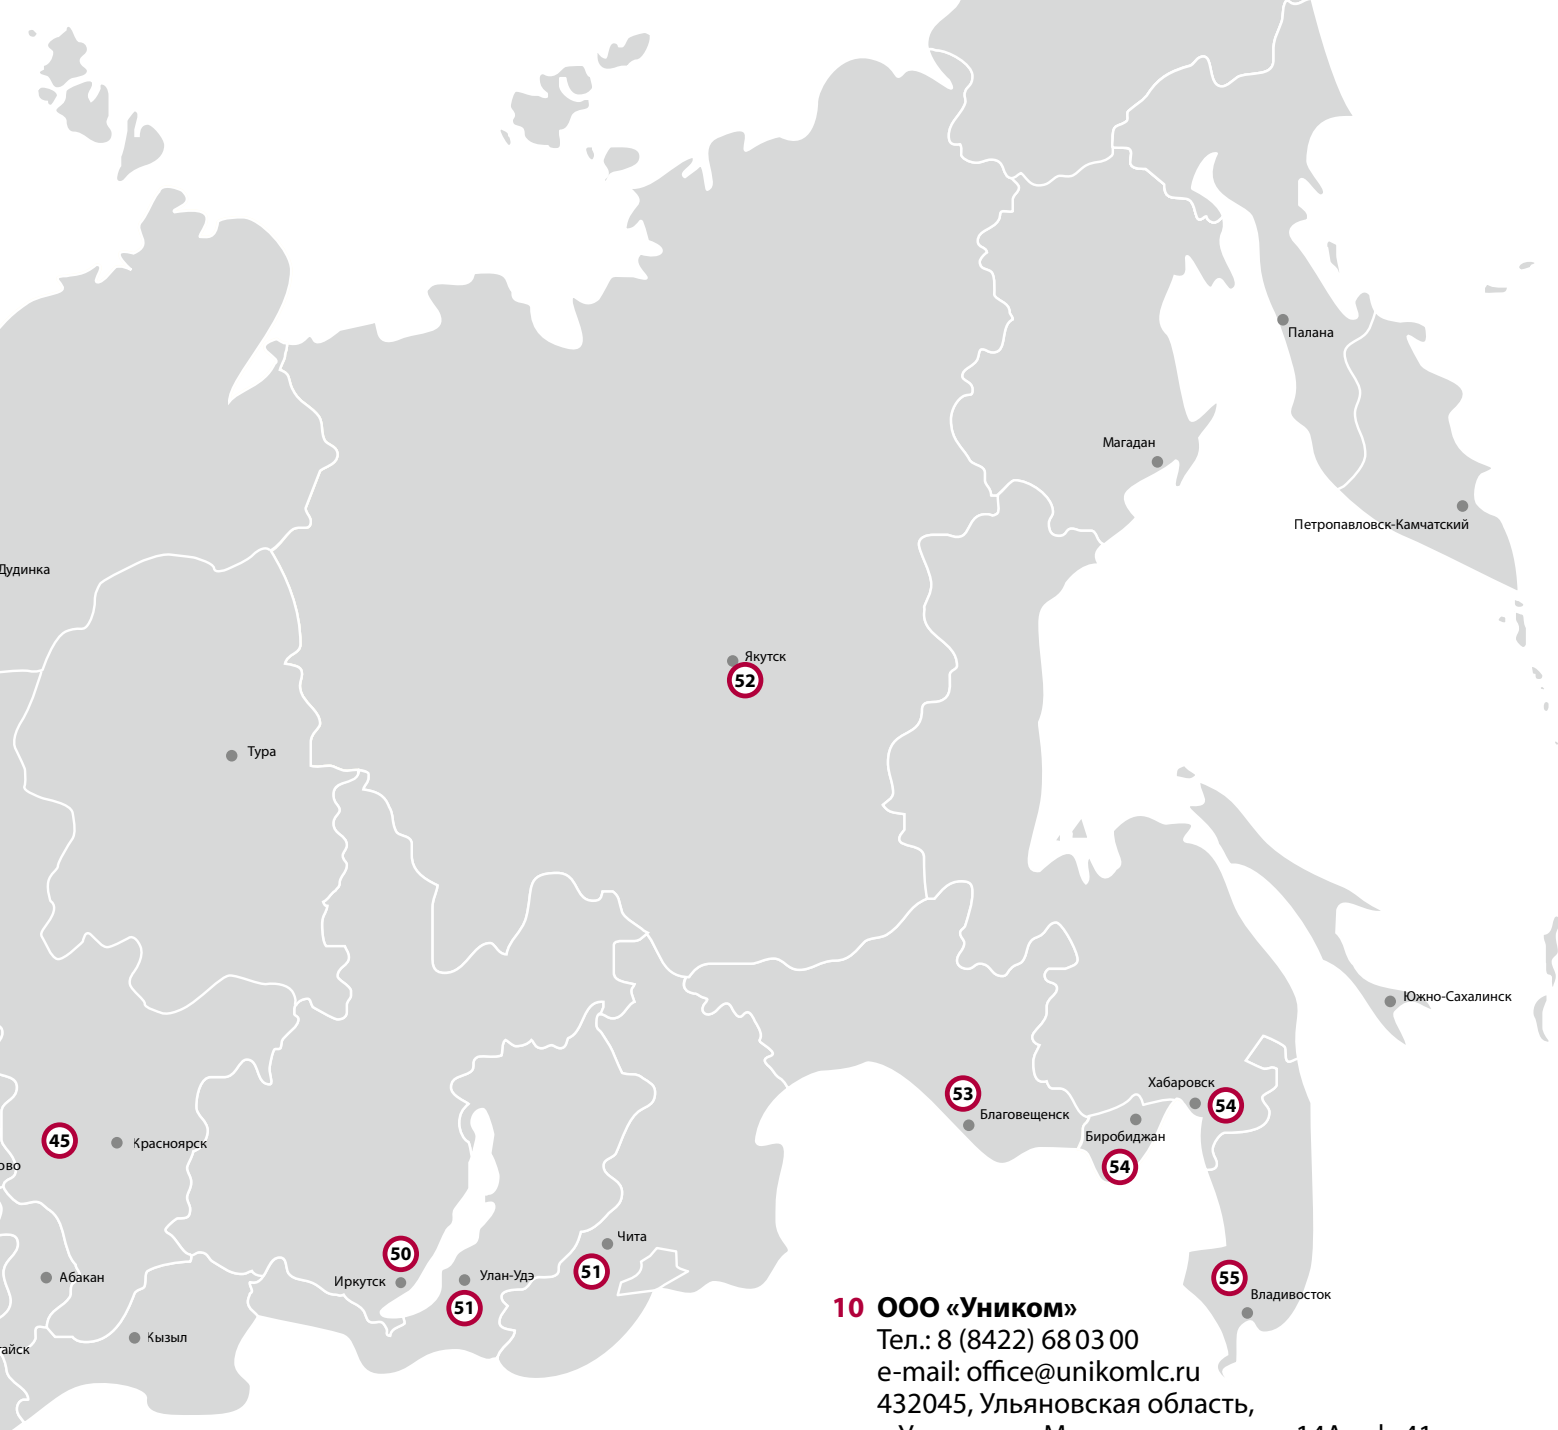 Палана
Магадан
Петропавловск-Камчатский
Дудинка
Якутск
52
Тура
Южно-Сахалинск
Хабаровск
54
53
Благовещенск
Биробиджан
54
45
Красноярск
ово
Чита
51
50
Иркутск
Улан-Удэ
51
Абакан
55
Владивосток
Кызыл
10 ООО «Уником»
Тел.: 8 (8422) 68 03 00
e-mail: office@unikomlc.ru
432045, Ульяновская область,